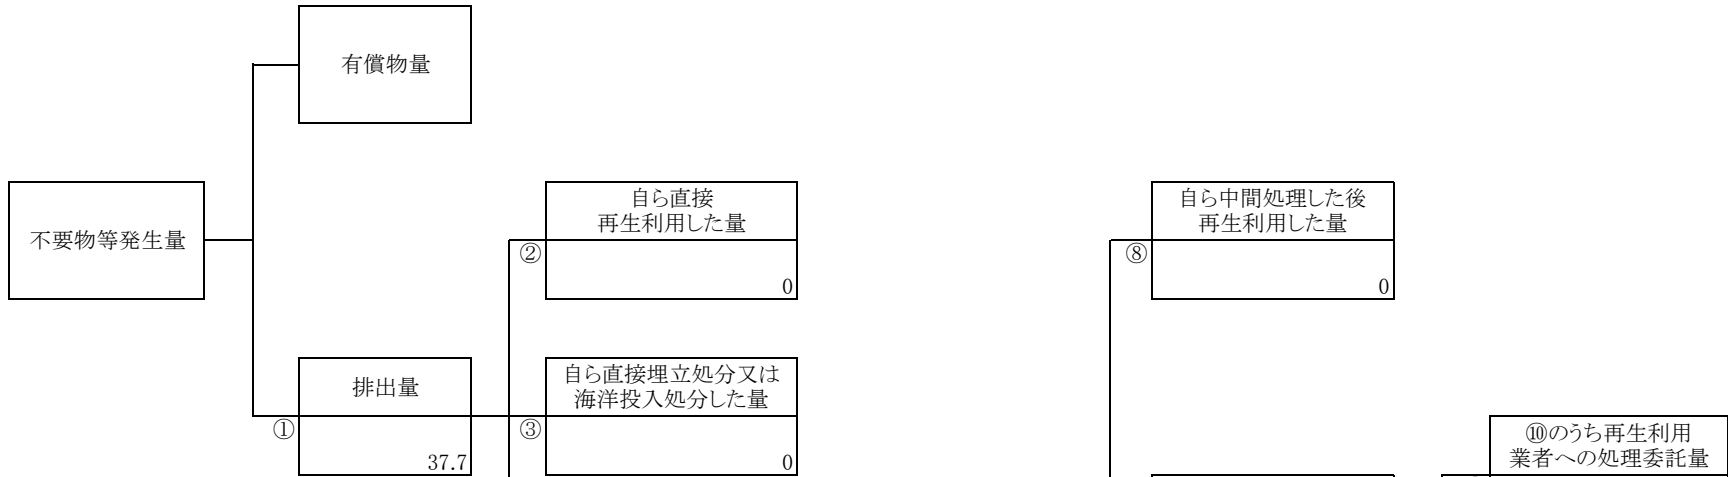 有償物量
不要物等発生量
自ら直接
再生利用した量
②
0
自ら中間処理した後
再生利用した量
⑧
0
排出量
①
37.7
自ら直接埋立処分又は
海洋投入処分した量
③
0
⑩のうち再生利用
業者への処理委託量